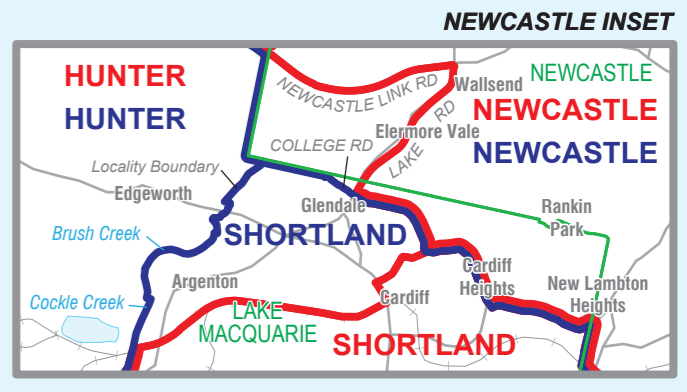 NEWCASTLE INSET
HUNTER
HUNTER
NEWCASTLE LINK RD
Wallsend
NEWCASTLE
NEWCASTLE
NEWCASTLE
Elermore Vale
LAKE RD
COLLEGE RD
Locality Boundary
Edgeworth
Glendale
Rankin
Park
Brush Creek
SHORTLAND
Argenton
Cardiff
Heights
New Lambton
Heights
Cockle Creek
Cardiff
LAKE
MACQUARIE
SHORTLAND